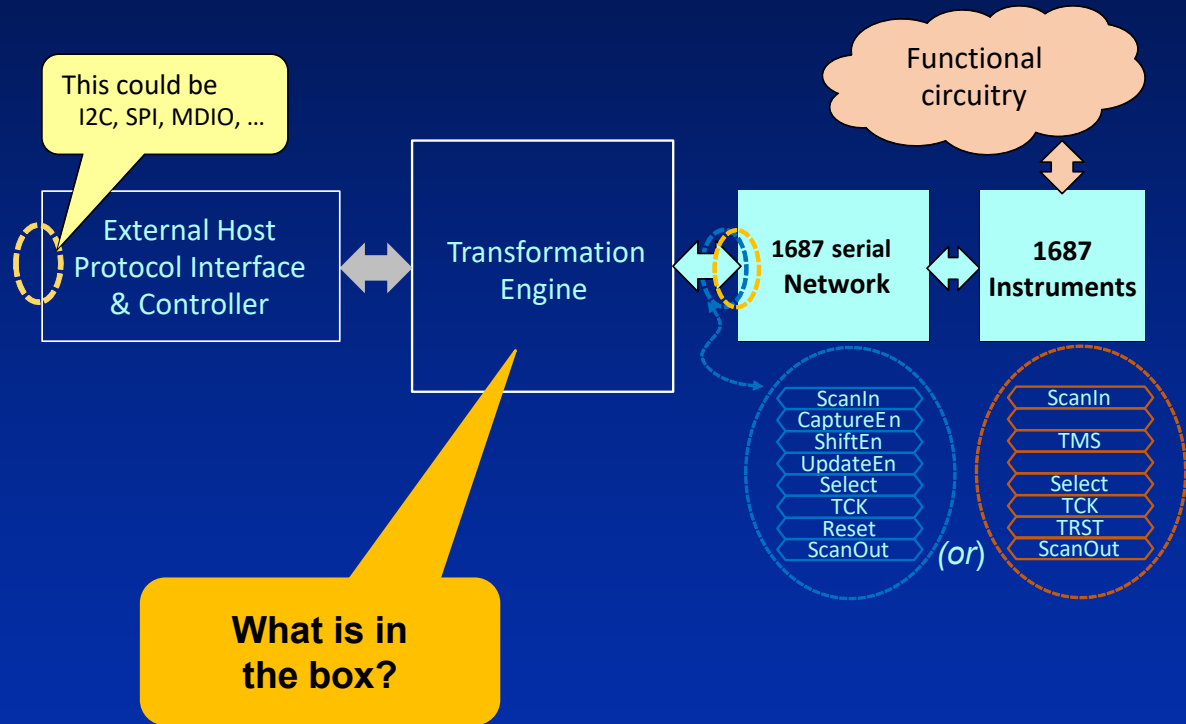 This could be
I2C, SPI, MDIO, ...
Functional
circuitry
External Host
Protocol Interface
& Controller
Transformation
Engine
1687 serial
Network
1687
Instruments
ScanIn
CaptureEn
ShiftEn
UpdateEn
Select
TCK
Reset
ScanOut
(or)
ScanIn
TMS
Select
TCK
TRST
ScanOut
What is in
the box?